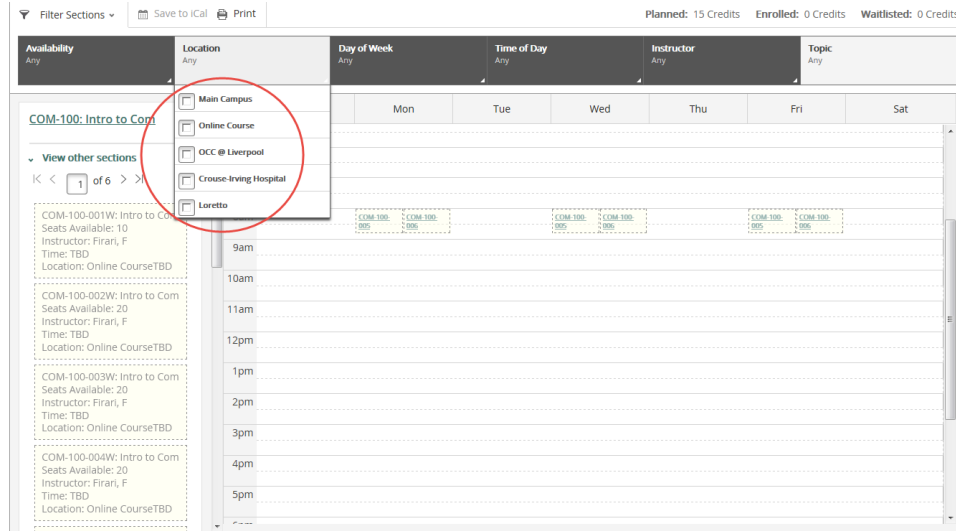 Filter Sections
Save to iCal
Print
Planned: 15 Credits Enrolled: 0 Credits Waitlisted: 0 Credits
Availability
Any
Location
Any
Day of Week
Any
Time of Day
Any
Instructor
Any
Topic
Any
Main Campus
Online Course
OCC @ Liverpool
Crouse-Irving Hospital
Loretto
COM-100: Intro to Com
View other sections
1 of 6
COM-100-001W: Intro to Com
Seats Available: 10
Instructor: Firari, F
Time: TBD
Location: Online CourseTBD
COM-100-002W: Intro to Com
Seats Available: 20
Instructor: Firari, F
Time: TBD
Location: Online CourseTBD
COM-100-003W: Intro to Com
Seats Available: 20
Instructor: Firari, F
Time: TBD
Location: Online CourseTBD
COM-100-004W: Intro to Com
Seats Available: 20
Instructor: Firari, F
Time: TBD
Location: Online CourseTBD
Mon Tue Wed Thu Fri Sat
COM-100-
005
COM-100-
006
COM-100-
005
COM-100-
006
COM-100-
005
COM-100-
006
9am
10am
11am
12pm
1pm
2pm
3pm
4pm
5pm